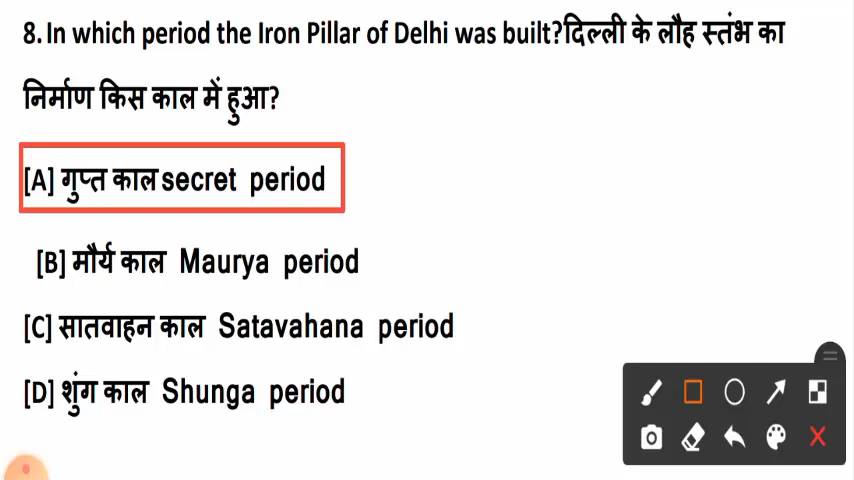 8. In which period the Iron Pillar of Delhi was built?दिल्ली के लौह स्तंभ का
निर्माण किस काल में हुआ?
[A] गुप्त काल secret period
[B] मौर्य काल Maurya period
[C] सातवाहन काल Satavahana period
[D] शुंग काल Shunga period